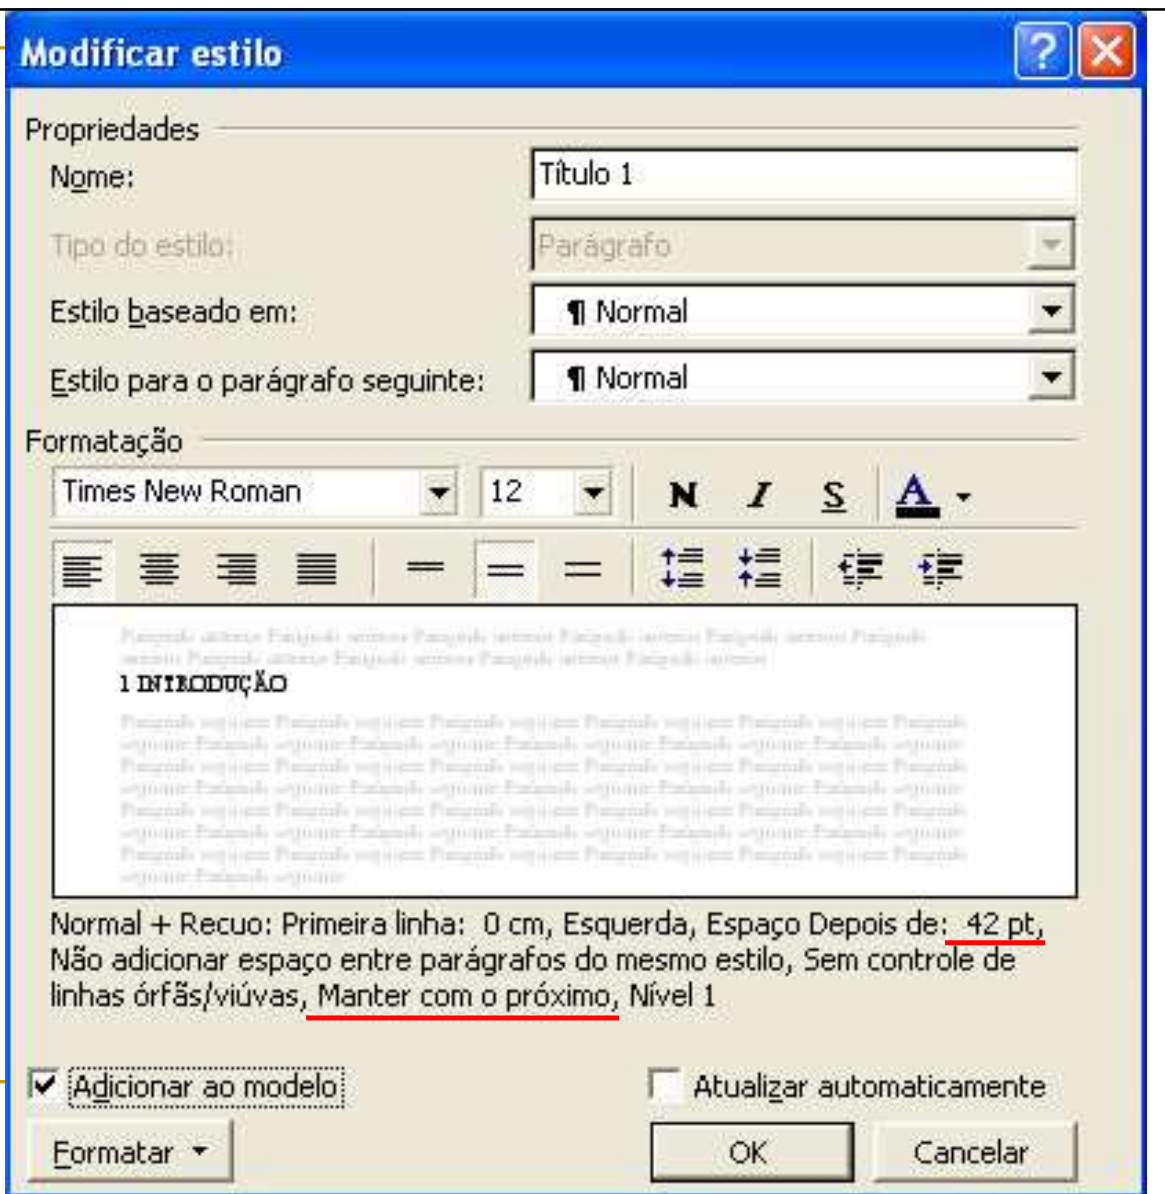 Modificar estilo
Propriedades
Nome: Título 1
Tipo do estilo: Parágrafo
Estilo baseado em: ¶ Normal
Estilo para o parágrafo seguinte: ¶ Normal
Formatação
Times New Roman 12 N I S A
1 INTRODUÇÃO
Normal + Recuo: Primeira linha: 0 cm, Esquerda, Espaço Depois de: 42 pt,
Não adicionar espaço entre parágrafos do mesmo estilo, Sem controle de
linhas órfãs/viúvas, Manter com o próximo, Nível 1
Adicionar ao modelo Atualizar automaticamente
Formatar OK Cancelar